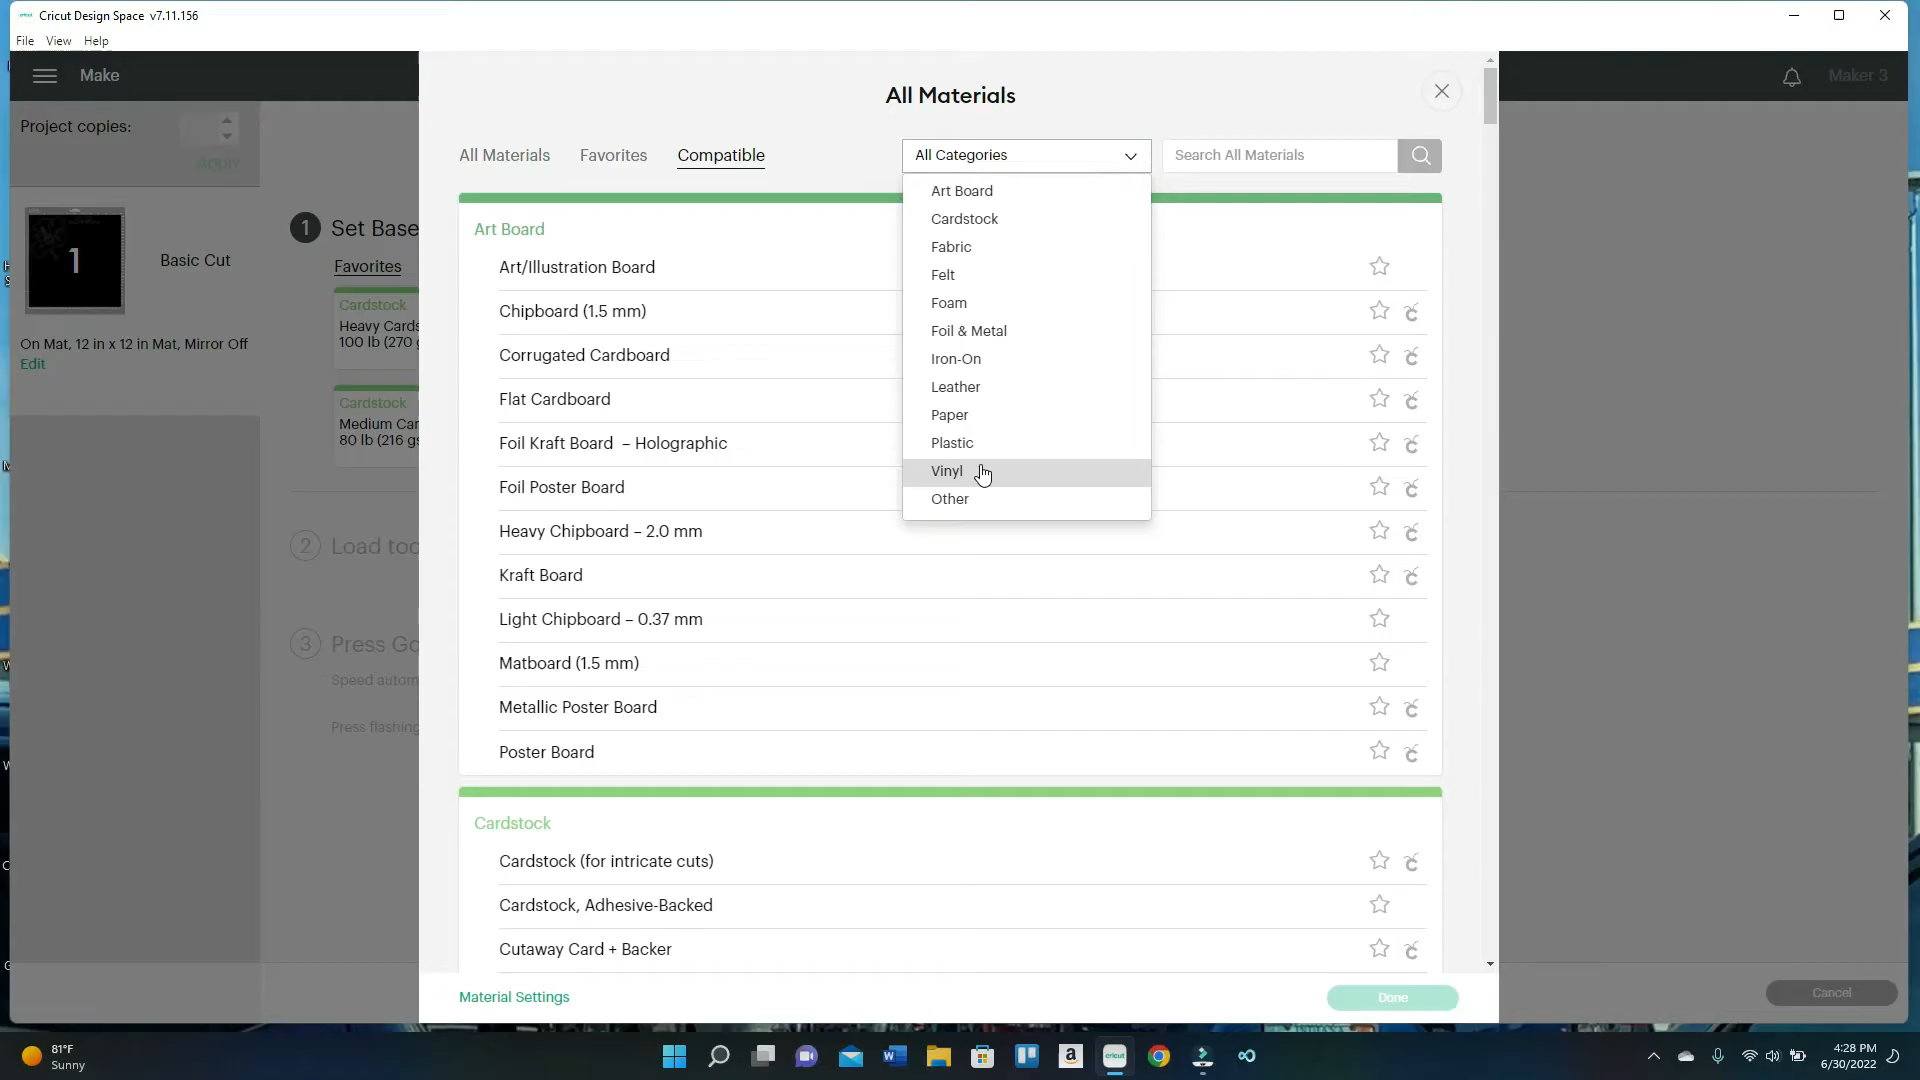 Cricut Design Space v7.11.156
File View Help
Make
Maker 3
All Materials
Project copies:
Apply
All Materials Favorites Compatible
All Categories
Search All Materials
Art Board
Cardstock
Fabric
Felt
Foam
Foil & Metal
Iron-On
Leather
Paper
Plastic
Vinyl
Other
1
Basic Cut
On Mat, 12 in x 12 in Mat, Mirror Off
Edit
1 Set Base
Favorites
Cardstock
Heavy Cards
100 lb (270 g
Cardstock
Medium Car
80 lb (216 gs
2 Load too
3 Press Go
Speed autom
Press flashing
Art Board
Art/Illustration Board
Chipboard (1.5 mm)
Corrugated Cardboard
Flat Cardboard
Foil Kraft Board – Holographic
Foil Poster Board
Heavy Chipboard – 2.0 mm
Kraft Board
Light Chipboard – 0.37 mm
Matboard (1.5 mm)
Metallic Poster Board
Poster Board
Cardstock
Cardstock (for intricate cuts)
Cardstock, Adhesive-Backed
Cutaway Card + Backer
Material Settings
Done
Cancel
81°F
Sunny
4:28 PM
6/30/2022